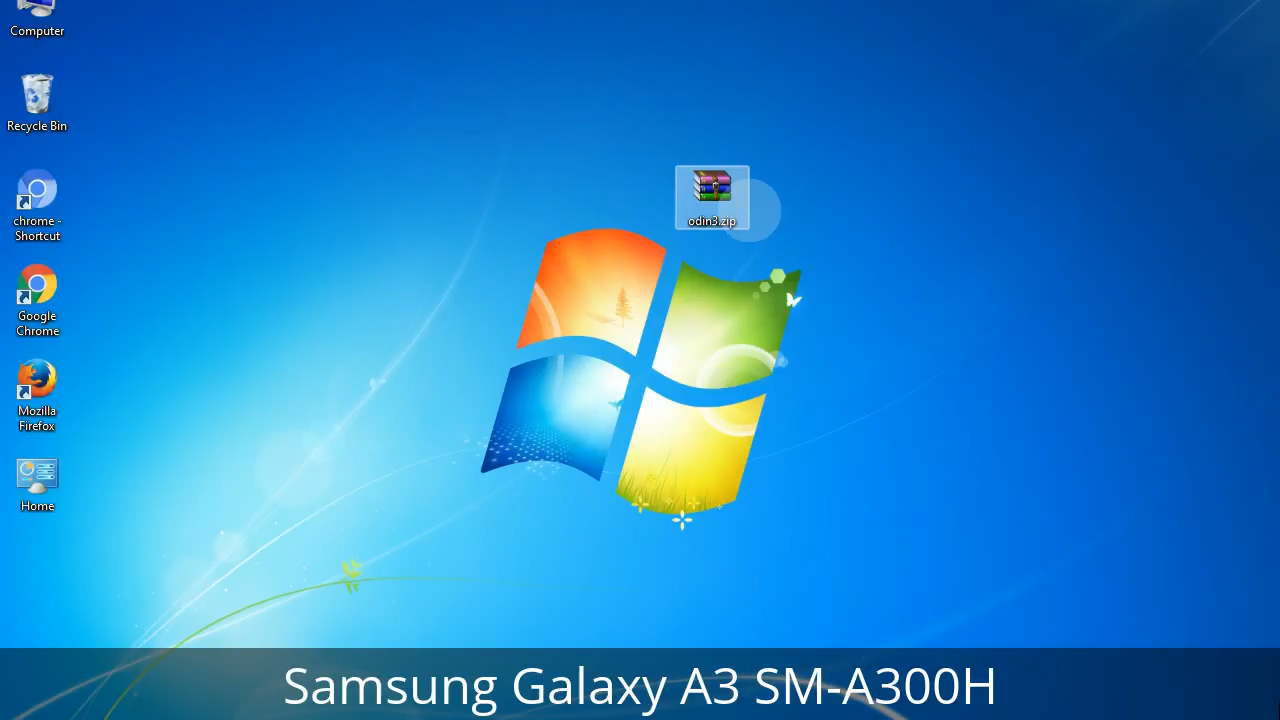 Computer
Recycle Bin
chrome -
Shortcut
Google
Chrome
Mozilla
Firefox
Home
odin3.zip
Samsung Galaxy A3 SM-A300H